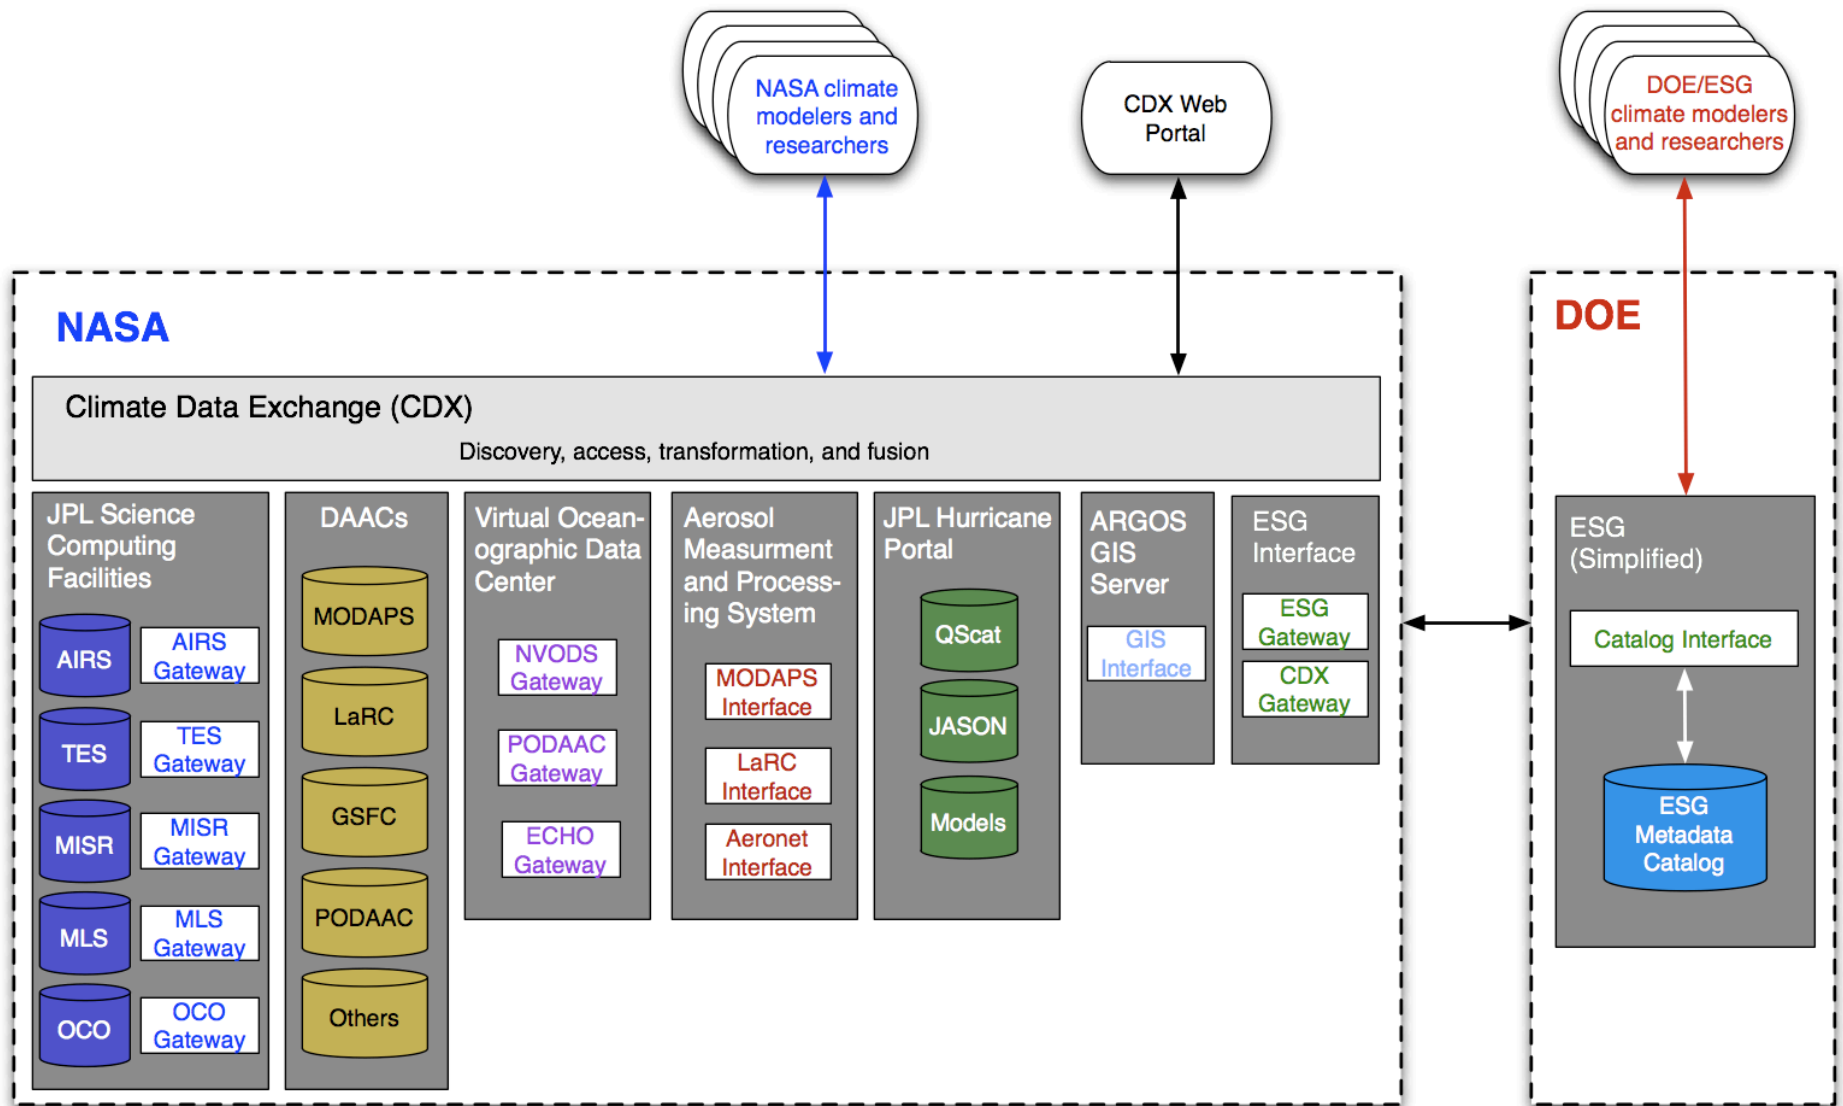 NASA climate
modelers and
researchers
CDX Web
Portal
DOE/ESG
climate modelers
and researchers
NASA
Climate Data Exchange (CDX)
Discovery, access, transformation, and fusion
JPL Science
Computing
Facilities
AIRS
AIRS
Gateway
TES
TES
Gateway
MISR
MISR
Gateway
MLS
MLS
Gateway
OCO
OCO
Gateway
DAACs
MODAPS
LaRC
GSFC
PODAAC
Others
Virtual Ocean-
ographic Data
Center
NVODS
Gateway
PODAAC
Gateway
ECHO
Gateway
Aerosol
Measurment
and Process-
ing System
MODAPS
Interface
LaRC
Interface
Aeronet
Interface
JPL Hurricane
Portal
QScat
JASON
Models
ARGOS
GIS
Server
GIS
Interface
ESG
Interface
ESG
Gateway
CDX
Gateway
DOE
ESG
(Simplified)
Catalog Interface
ESG
Metadata
Catalog